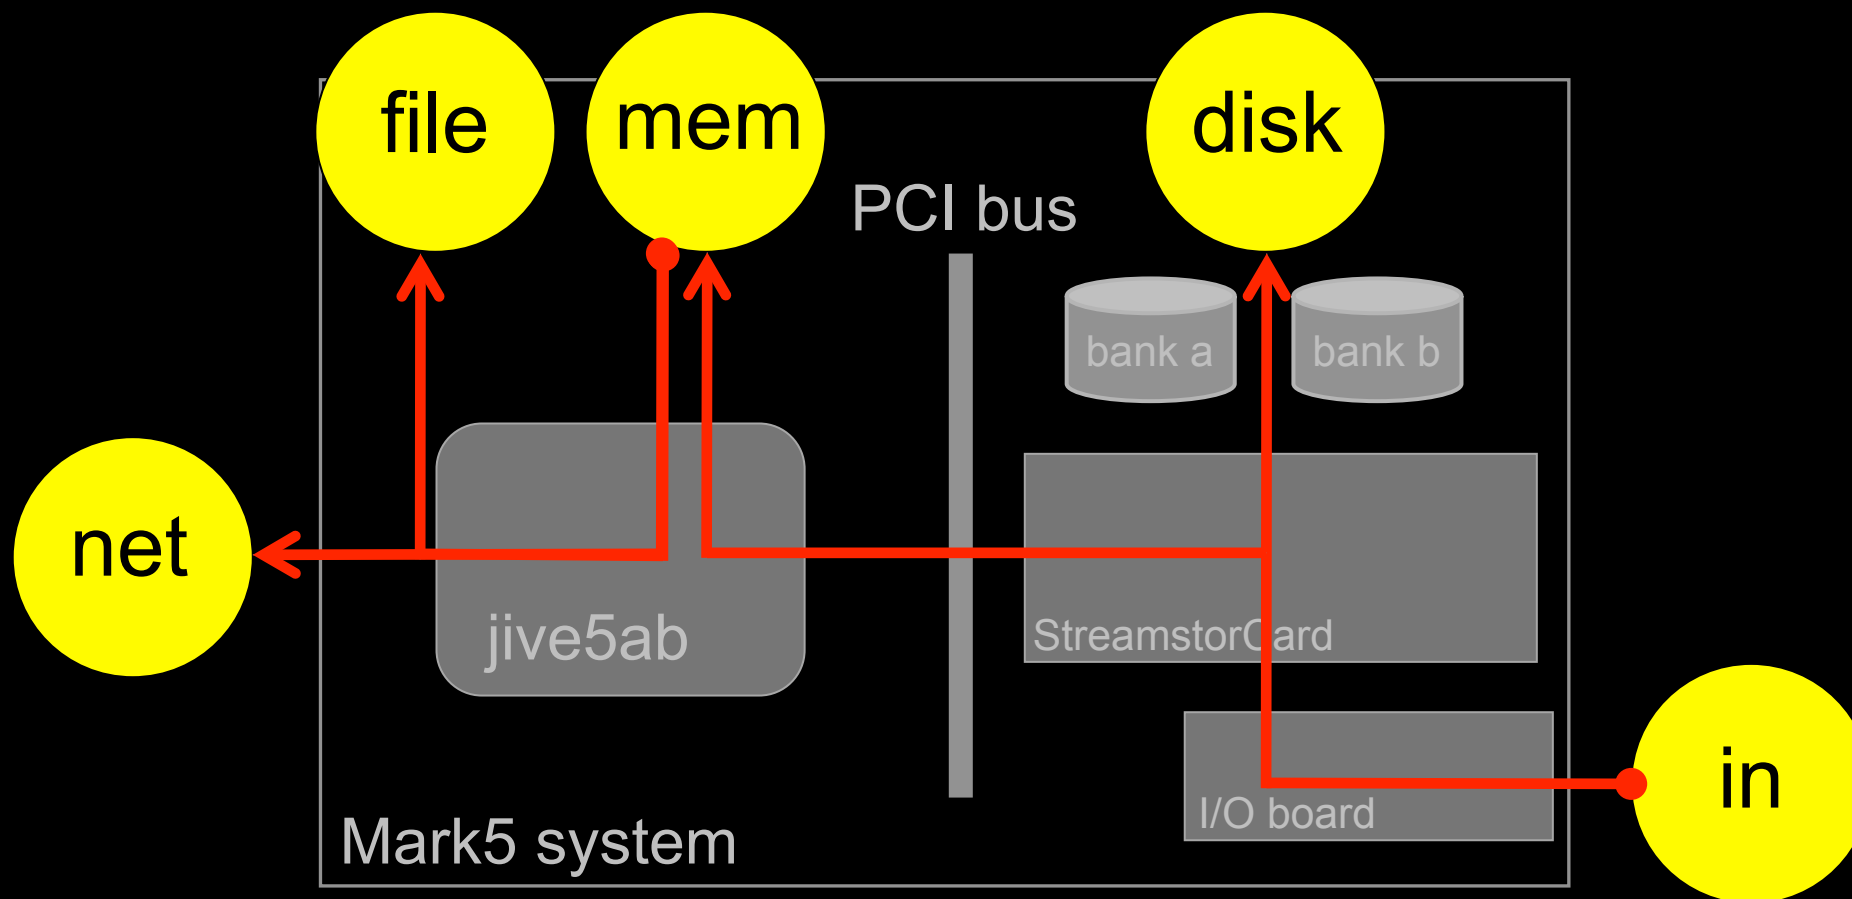 file
mem
disk
PCI bus
bank a
bank b
net
jive5ab
StreamstorCard
in
I/O board
Mark5 system